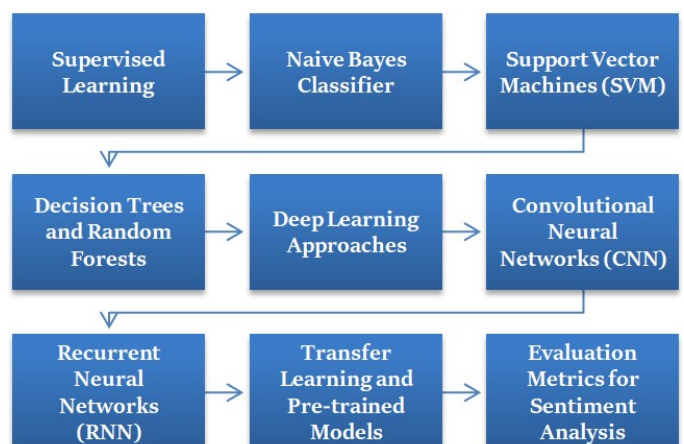 Supervised
Learning
Naive Bayes
Classifier
Support Vector
Machines (SVM)
Decision Trees
and Random
Forests
Deep Learning
Approaches
Convolutional
Neural
Networks (CNN)
Recurrent
Neural
Networks
(RNN)
Transfer
Learning and
Pre-trained
Models
Evaluation
Metrics for
Sentiment
Analysis